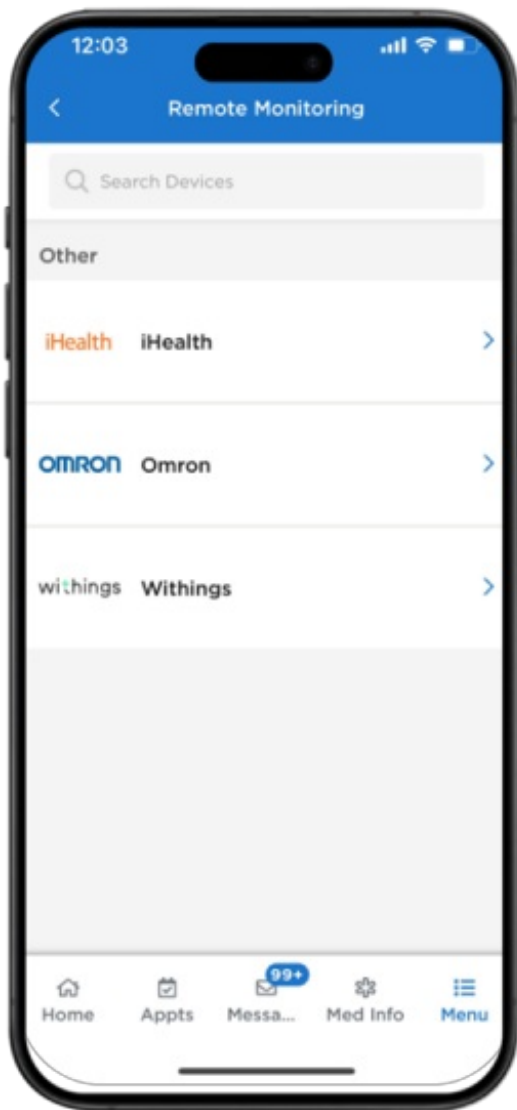 12:03
Remote Monitoring
Search Devices
Other
iHealth iHealth
OMRON Omron
withings Withings
99+
Home Appts Messa... Med Info Menu